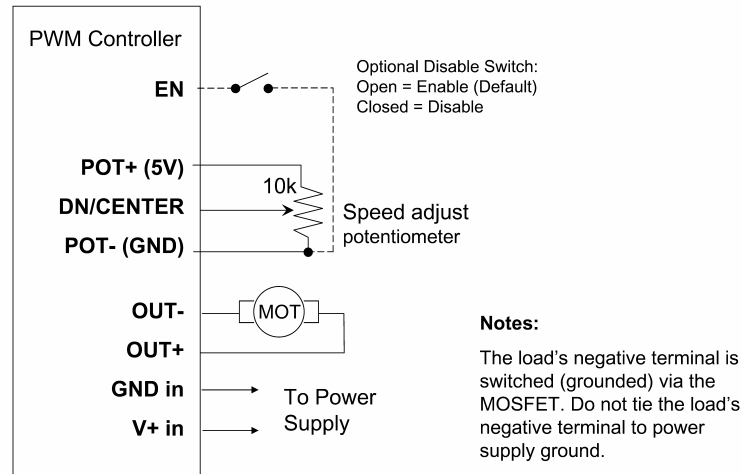 PWM Controller
EN
Optional Disable Switch:
Open = Enable (Default)
Closed = Disable
POT+ (5V)
10k
DN/CENTER
Speed adjust
potentiometer
POT- (GND)
OUT-
MOT
OUT+
GND in
To Power
Supply
V+ in
Notes:
The load's negative terminal is
switched (grounded) via the
MOSFET. Do not tie the load's
negative terminal to power
supply ground.